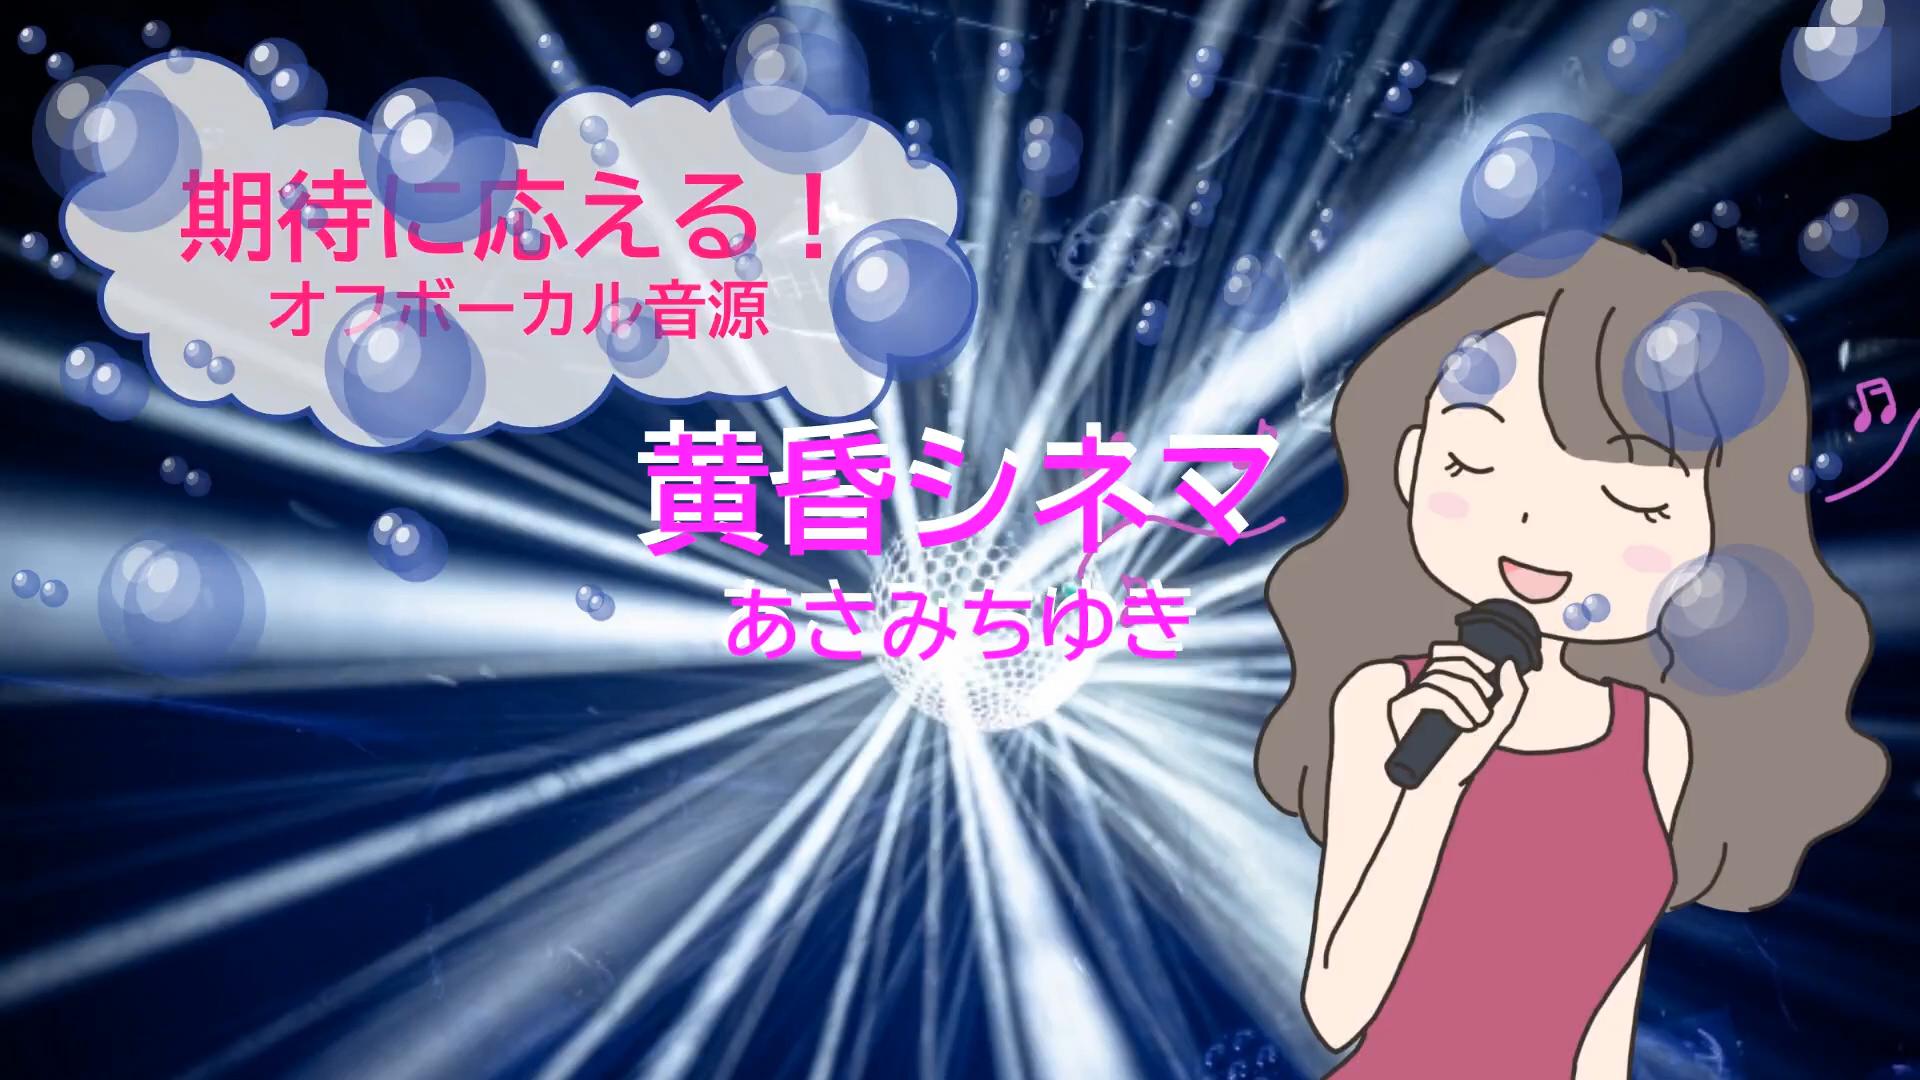 期待に応える！
オフボーカル音源
黄昏シネマ
あさみちゆき